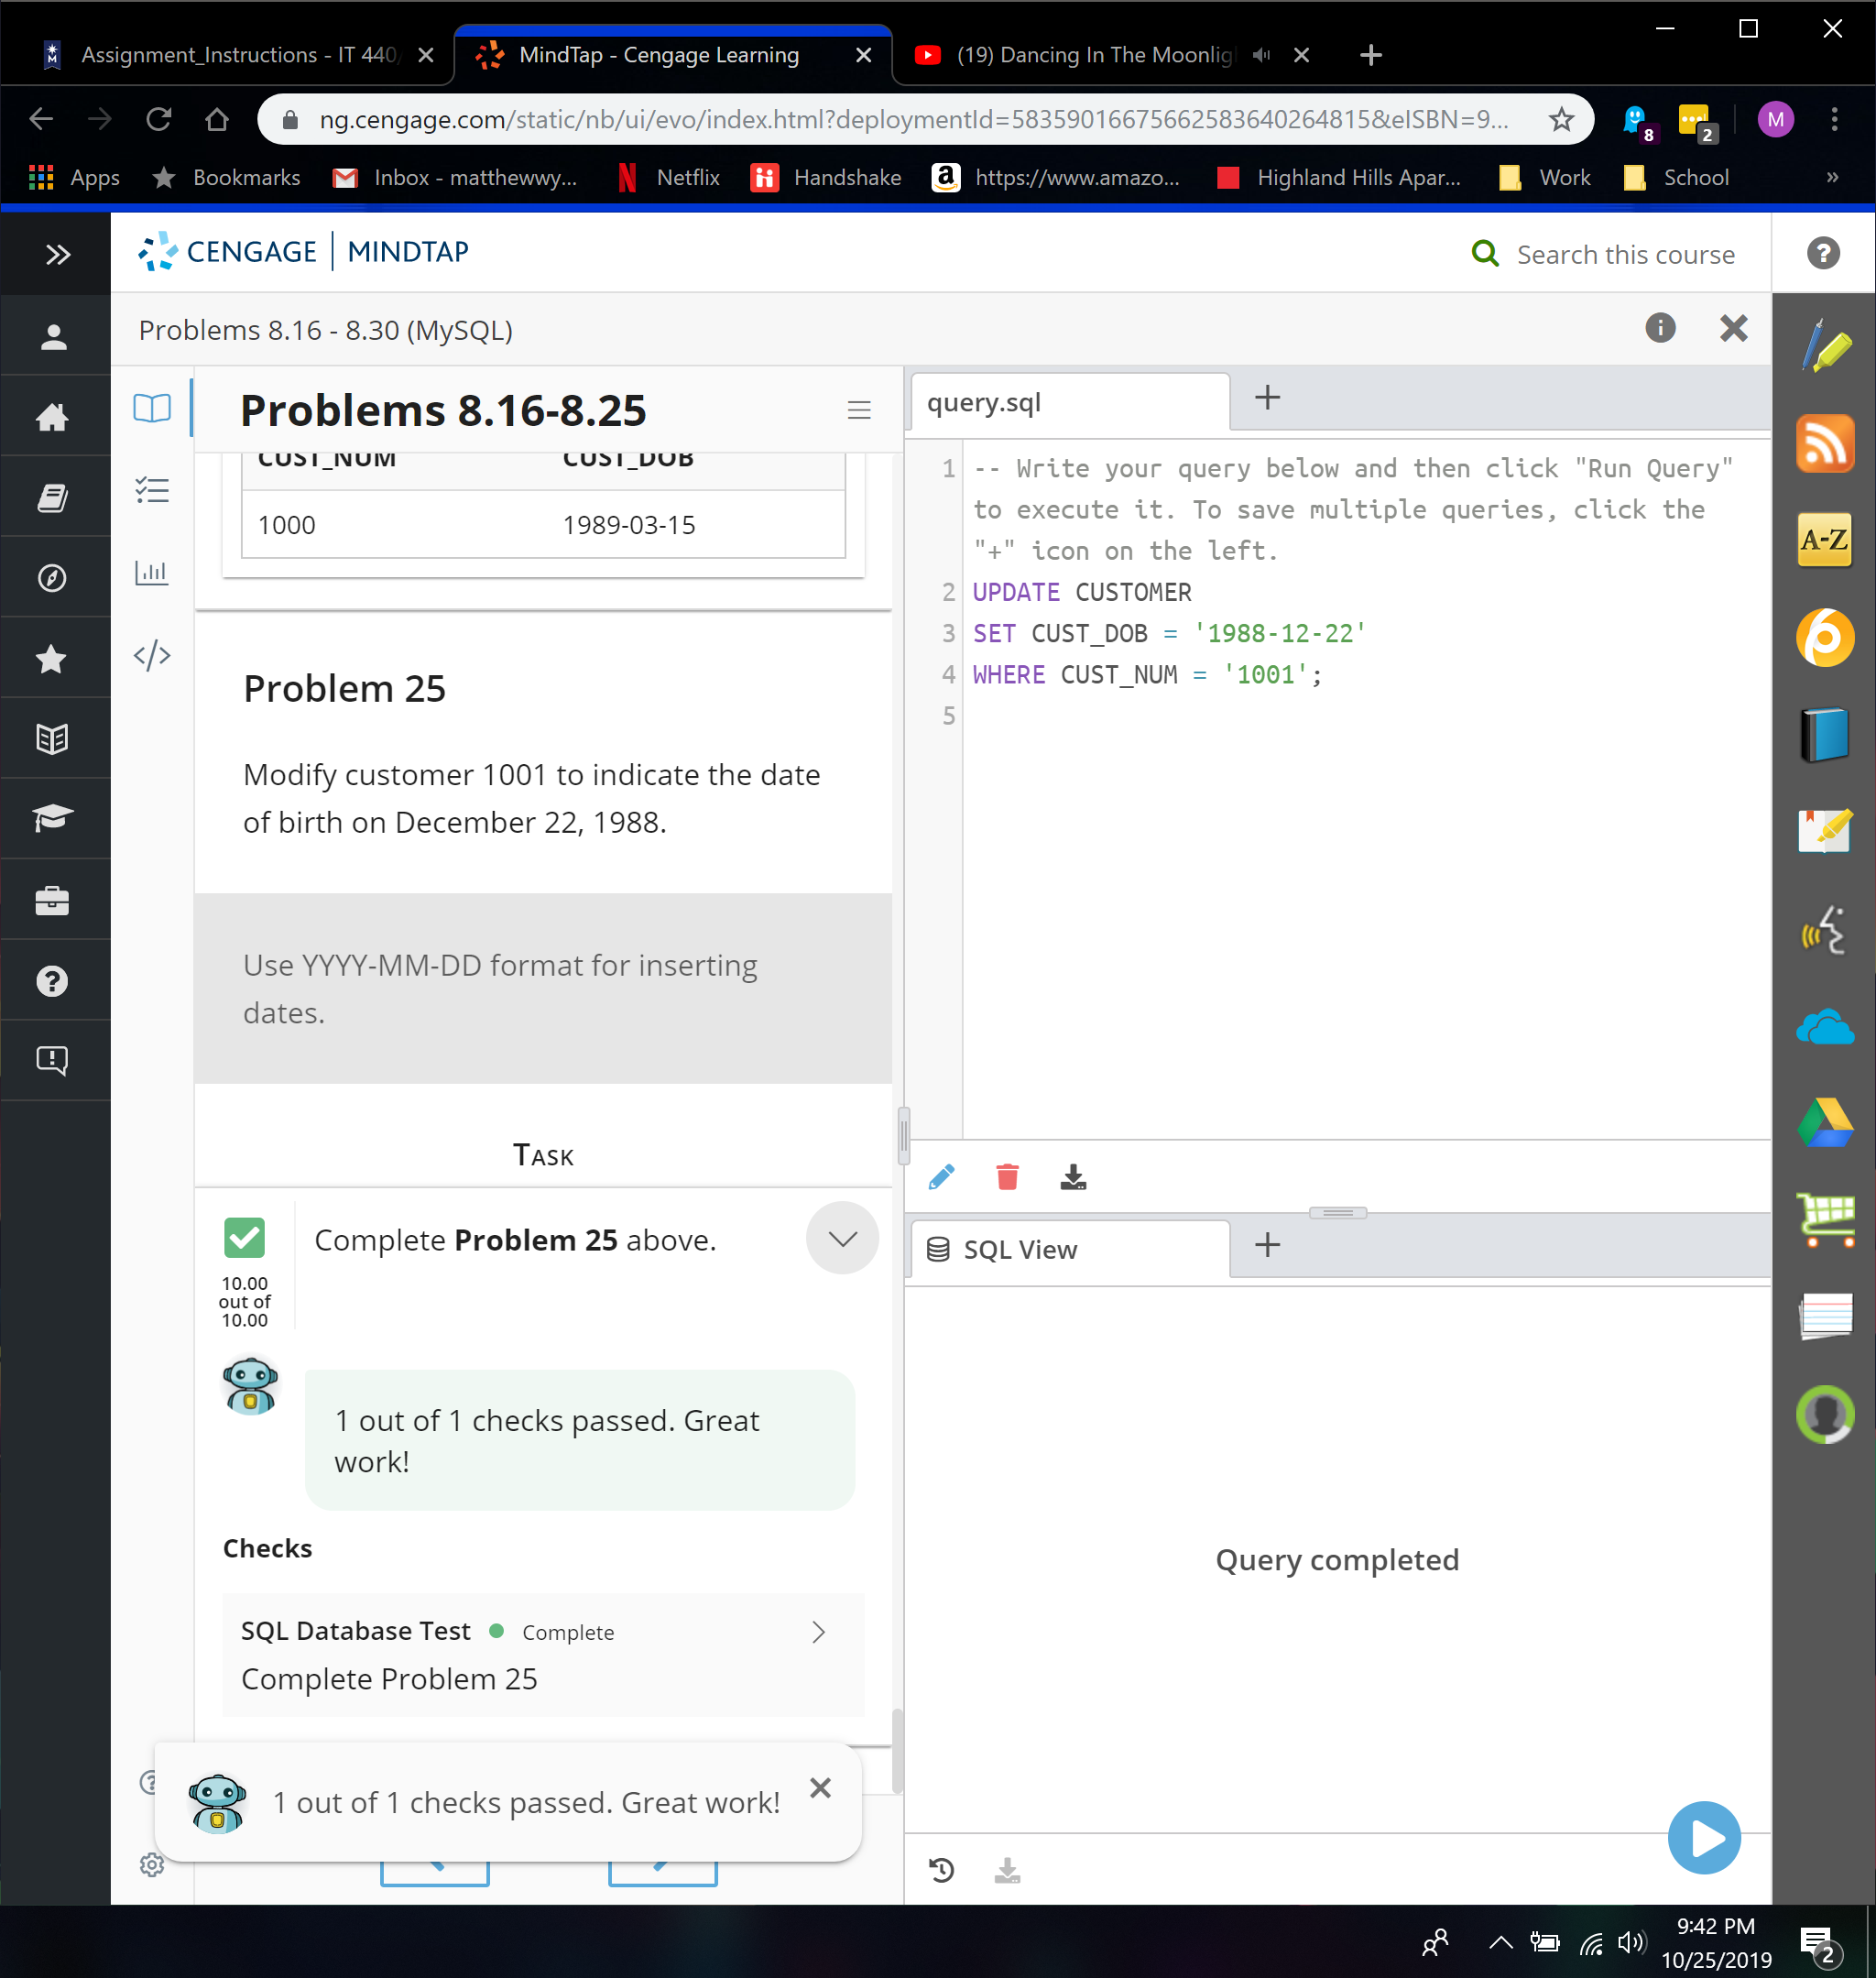 Assignment_Instructions - IT 440
MindTap - Cengage Learning
(19) Dancing In The Moonlig
ng.cengage.com/static/nb/ui/evo/index.html?deploymentId=58359016675662583640264815&eISBN=9...
8
2
M
Apps
Bookmarks
Inbox - matthewwy...
Netflix
Handshake
https://www.amazo...
Highland Hills Apar...
Work
School
»
CENGAGE | MINDTAP
Search this course
Problems 8.16 - 8.30 (MySQL)
Problems 8.16-8.25
CUST_NUM CUST_DOB
1000 1989-03-15
Problem 25
Modify customer 1001 to indicate the date
of birth on December 22, 1988.
Use YYYY-MM-DD format for inserting
dates.
Task
Complete Problem 25 above.
10.00
out of
10.00
1 out of 1 checks passed. Great
work!
Checks
SQL Database Test Complete
Complete Problem 25
1 out of 1 checks passed. Great work!
query.sql
1 -- Write your query below and then click "Run Query"
to execute it. To save multiple queries, click the
"+" icon on the left.
2 UPDATE CUSTOMER
3 SET CUST_DOB = '1988-12-22'
4 WHERE CUST_NUM = '1001';
5
SQL View
Query completed
A-Z
9:42 PM
10/25/2019
2